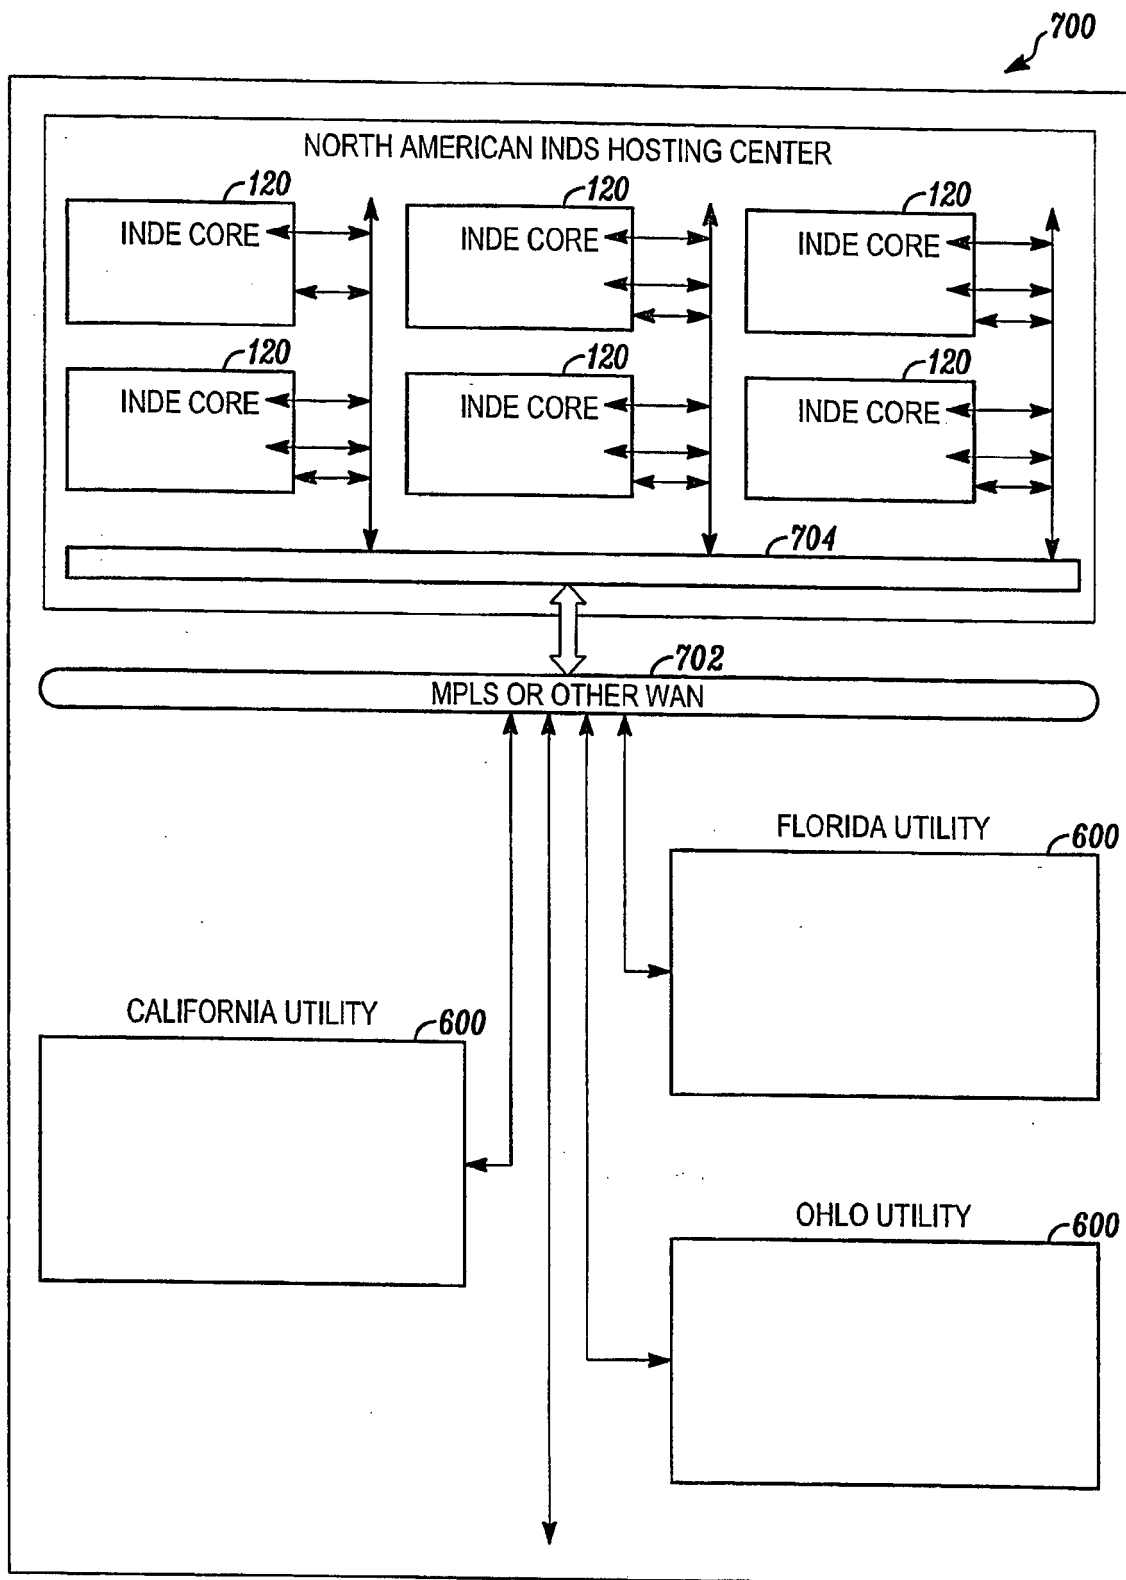 700
NORTH AMERICAN INDS HOSTING CENTER
120 120 120
INDE CORE INDE CORE INDE CORE
120 120 120
INDE CORE INDE CORE INDE CORE
704
702
MPLS OR OTHER WAN
FLORIDA UTILITY
600
CALIFORNIA UTILITY
600
OHLO UTILITY
600